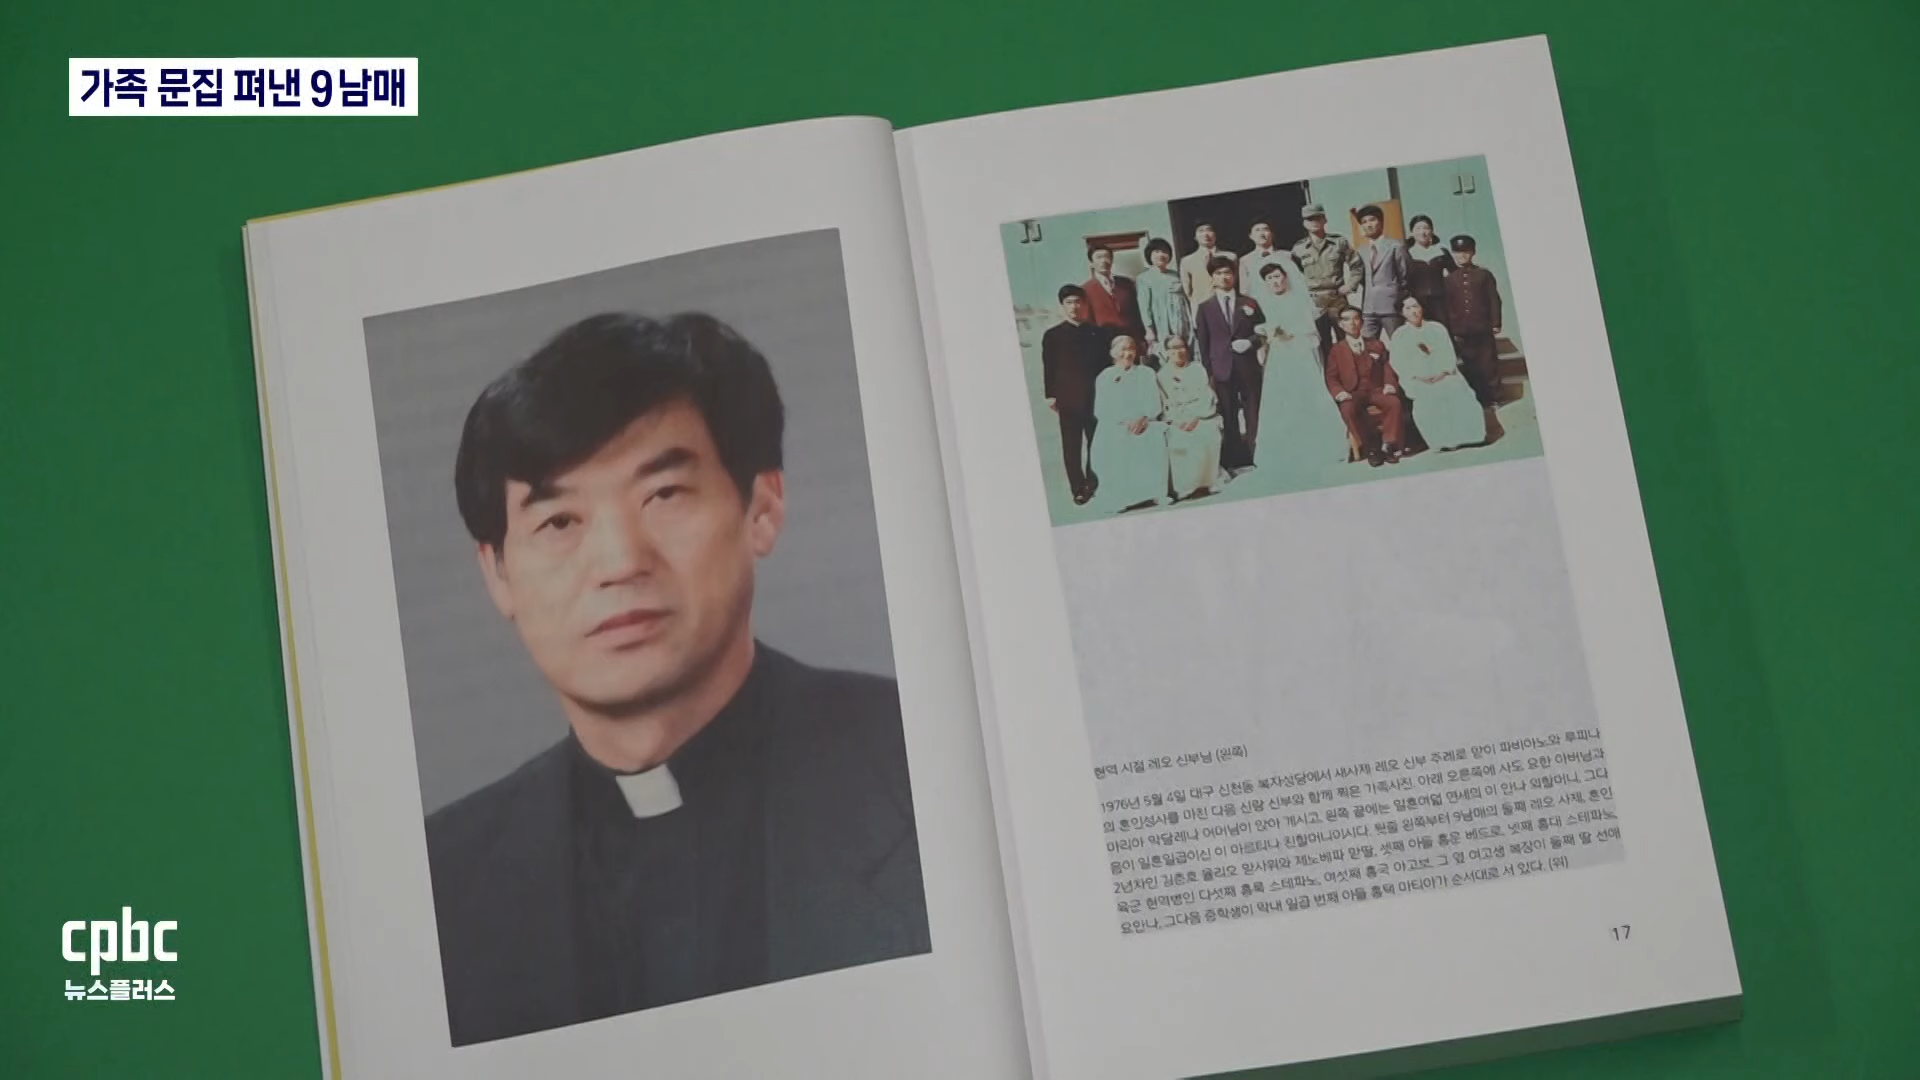 가족 문집 펴낸 9남매
현역 시절 레오 신부님 (왼쪽)
1976년 5월 4일 대구 신천동 복자성당에서 새사제 레오 신부 주례로 맏이 파비아노와 루피나
의 혼인성사를 마친 다음 신랑 신부와 함께 찍은 가족사진. 아래 오른쪽에 사도 요한 아버님과
마리아 막달레나 어머님이 앉아 계시고, 왼쪽 끝에는 일흔여덟 연세의 이 안나 외할머니, 그다
음이 일흔일곱이신 이 마르티나 친할머니이시다. 뒷줄 왼쪽부터 9남매의 둘째 레오 사제, 혼인
2년차인 김춘호 율리오 맏사위와 제노베파 맏딸, 셋째 아들 홍운 베드로, 넷째 홍대 스테파노,
육군 현역병인 다섯째 홍록 스테파노, 여섯째 홍국 야고보, 그 옆 여고생 복장이 둘째 딸 선애
요안나, 그다음 중학생이 막내 일곱 번째 아들 홍택 마티아가 순서대로 서 있다. (위)
17
cpbc
뉴스플러스